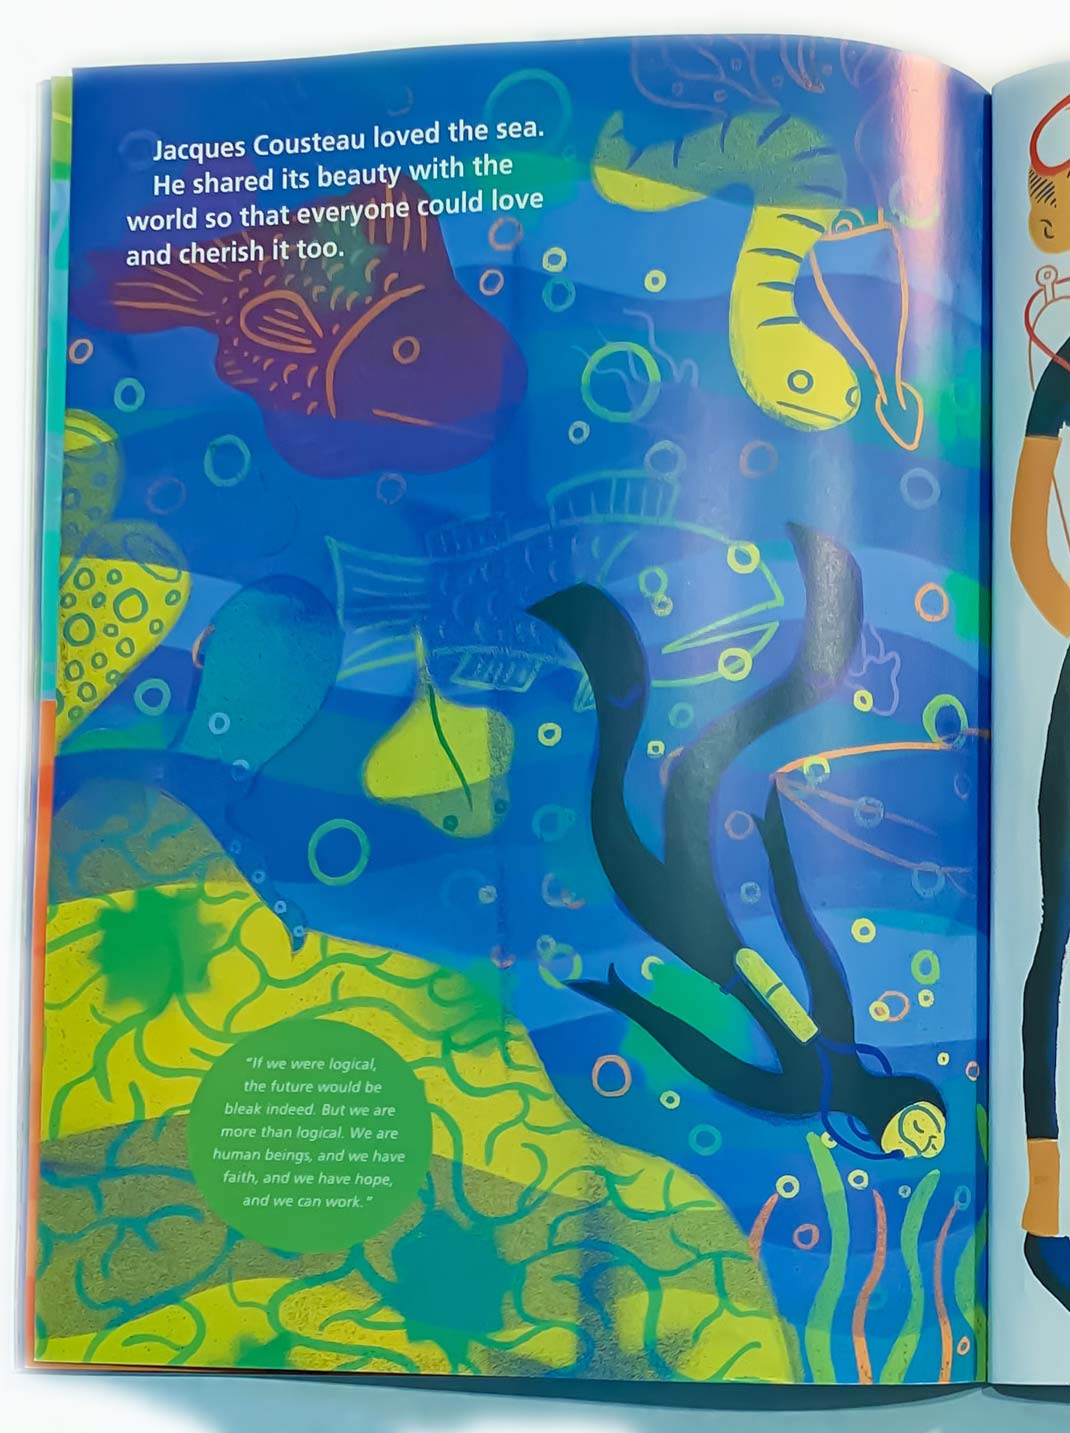 Jacques Cousteau loved the sea.
He shared its beauty with the
world so that everyone could love
and cherish it too.
"If we were logical,
the future would be
bleak indeed. But we are
more than logical. We are
human beings, and we have
faith, and we have hope,
and we can work."